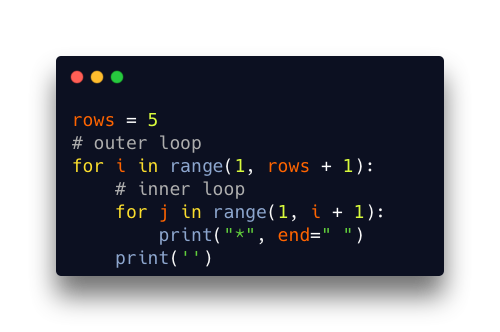 rows = 5
# outer loop
for i in range(1, rows + 1):
    # inner loop
    for j in range(1, i + 1):
        print("*", end=" ")
    print('')